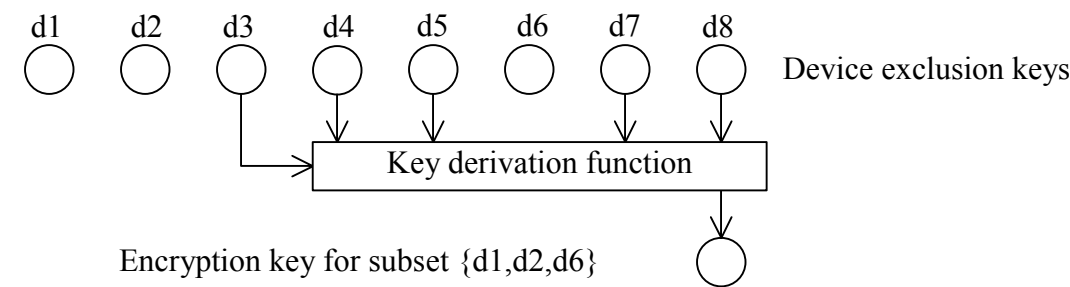 d1 d2 d3 d4 d5 d6 d7 d8
Device exclusion keys
Key derivation function
Encryption key for subset {d1,d2,d6}